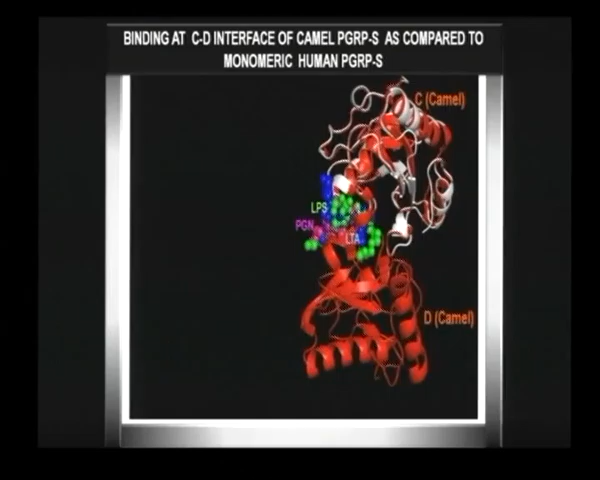 BINDING AT C-D INTERFACE OF CAMEL PGRP-S AS COMPARED TO
MONOMERIC HUMAN PGRP-S
C (Camel)
LPS
PGN
LTA
D (Camel)